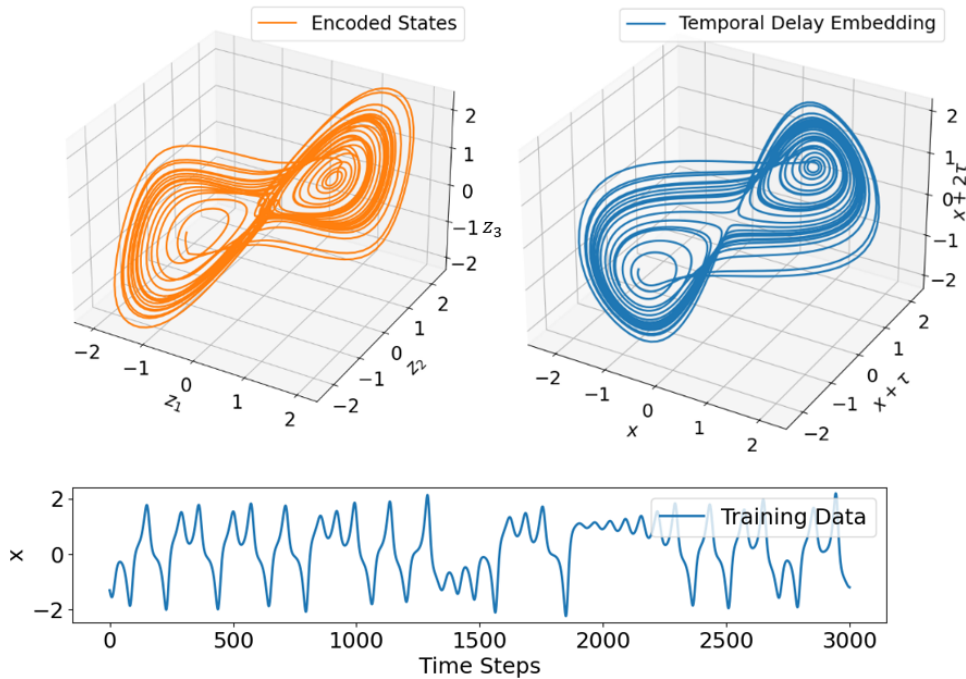 Encoded States
2
1
0
−1
−2
z₃
−2
−1
0
1
2
z₁
−2
−1
0
1
2
z₂
Temporal Delay Embedding
2
1
0
−1
−2
x + 2τ
−2
−1
0
1
2
x
−2
−1
0
1
2
x + τ
Training Data
2
0
−2
x
0 500 1000 1500 2000 2500 3000
Time Steps